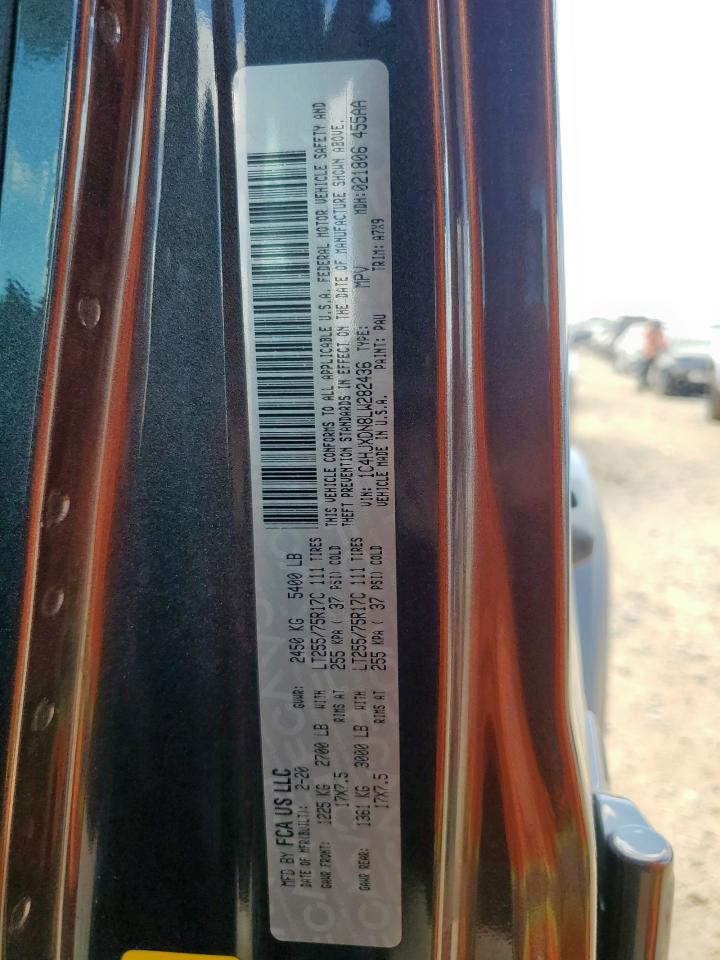 MFD BY FCA US LLC
DATE OF MFR(BUILT): 2-20 GVWR: 2450 KG 5400 LB
GAWR FRONT: 1225 KG 2700 LB WITH LT255/75R17C 111 TIRES
17X7.5 RIMS AT 255 KPA ( 37 PSI) COLD
GAWR REAR: 1361 KG 3000 LB WITH LT255/75R17C 111 TIRES
17X7.5 RIMS AT 255 KPA ( 37 PSI) COLD
THIS VEHICLE CONFORMS TO ALL APPLICABLE U.S.A. FEDERAL MOTOR VEHICLE SAFETY AND
THEFT PREVENTION STANDARDS IN EFFECT ON THE DATE OF MANUFACTURE SHOWN ABOVE.
VIN: 1C4HJXDN8LW282436 TYPE: MPV MDH:021806 455AA
VEHICLE MADE IN U.S.A. PAINT: PAU TRIM: A7X9